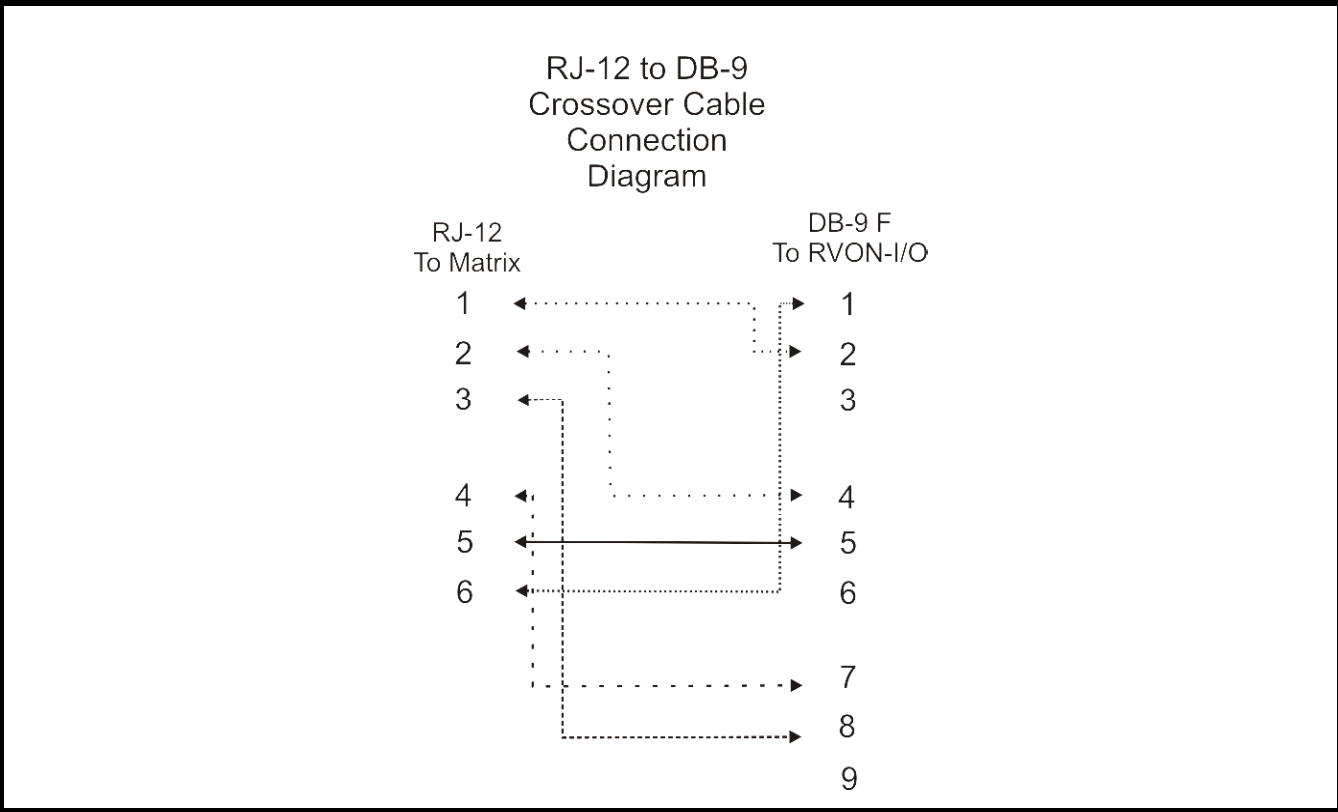 RJ-12 to DB-9
Crossover Cable
Connection
Diagram
RJ-12
To Matrix
DB-9 F
To RVON-I/O
1
1
2
2
3
3
4
4
5
5
6
6
7
8
9